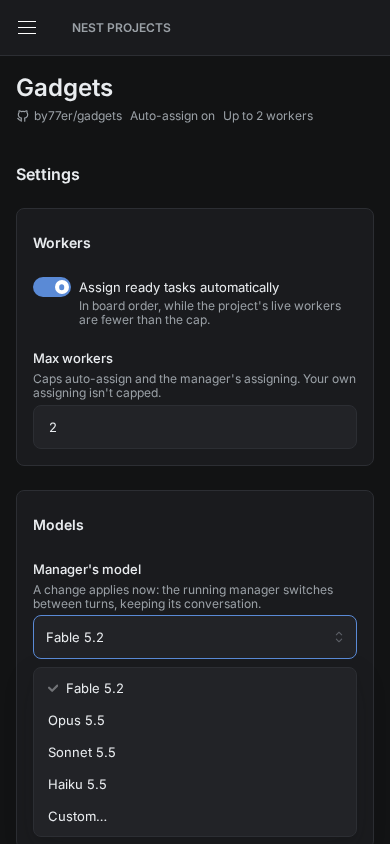 NEST PROJECTS
Gadgets
by77er/gadgets Auto-assign on Up to 2 workers
Settings
Workers
Assign ready tasks automatically
In board order, while the project's live workers
are fewer than the cap.
Max workers
Caps auto-assign and the manager's assigning. Your own
assigning isn't capped.
2
Models
Manager's model
A change applies now: the running manager switches
between turns, keeping its conversation.
Fable 5.2
Fable 5.2
Opus 5.5
Sonnet 5.5
Haiku 5.5
Custom...